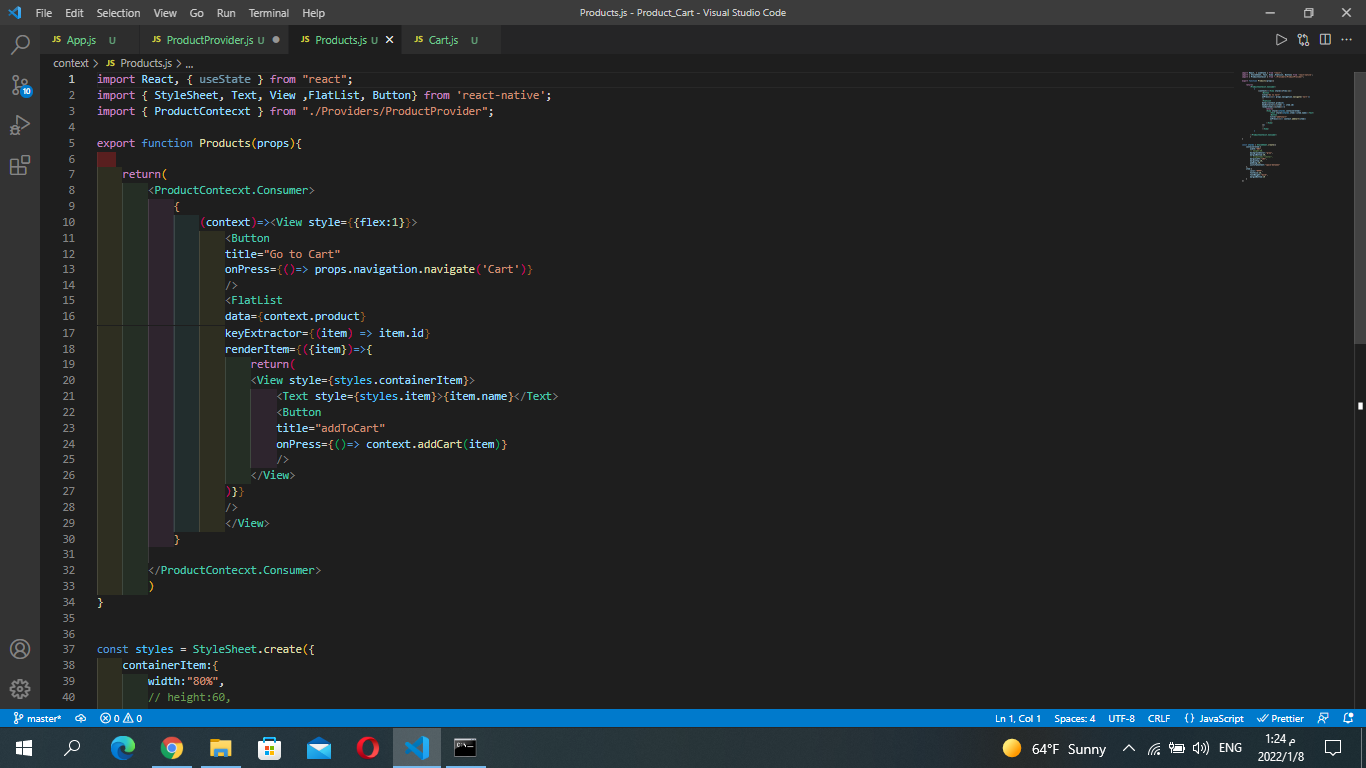 File Edit Selection View Go Run Terminal Help Products.js - Product_Cart - Visual Studio Code
JS App.js U JS ProductProvider.js U JS Products.js U JS Cart.js U
context > JS Products.js > ...
1 import React, { useState } from "react";
2 import { StyleSheet, Text, View ,FlatList, Button} from 'react-native';
3 import { ProductContecxt } from "./Providers/ProductProvider";
4
5 export function Products(props){
6
7 return(
8 <ProductContecxt.Consumer>
9 {
10 (context)=><View style={{flex:1}}>
11 <Button
12 title="Go to Cart"
13 onPress={()=> props.navigation.navigate('Cart')}
14 />
15 <FlatList
16 data={context.product}
17 keyExtractor={(item) => item.id}
18 renderItem={({item})=>{
19 return(
20 <View style={styles.containerItem}>
21 <Text style={styles.item}>{item.name}</Text>
22 <Button
23 title="addToCart"
24 onPress={()=> context.addCart(item)}
25 />
26 </View>
27 )}}
28 />
29 </View>
30 }
31
32 </ProductContecxt.Consumer>
33 )
34 }
35
36
37 const styles = StyleSheet.create({
38 containerItem:{
39 width:"80%",
40 // height:60,
10
master* 0 0 Ln 1, Col 1 Spaces: 4 UTF-8 CRLF {} JavaScript Prettier
64°F Sunny ENG
1:24 م
2022/1/8